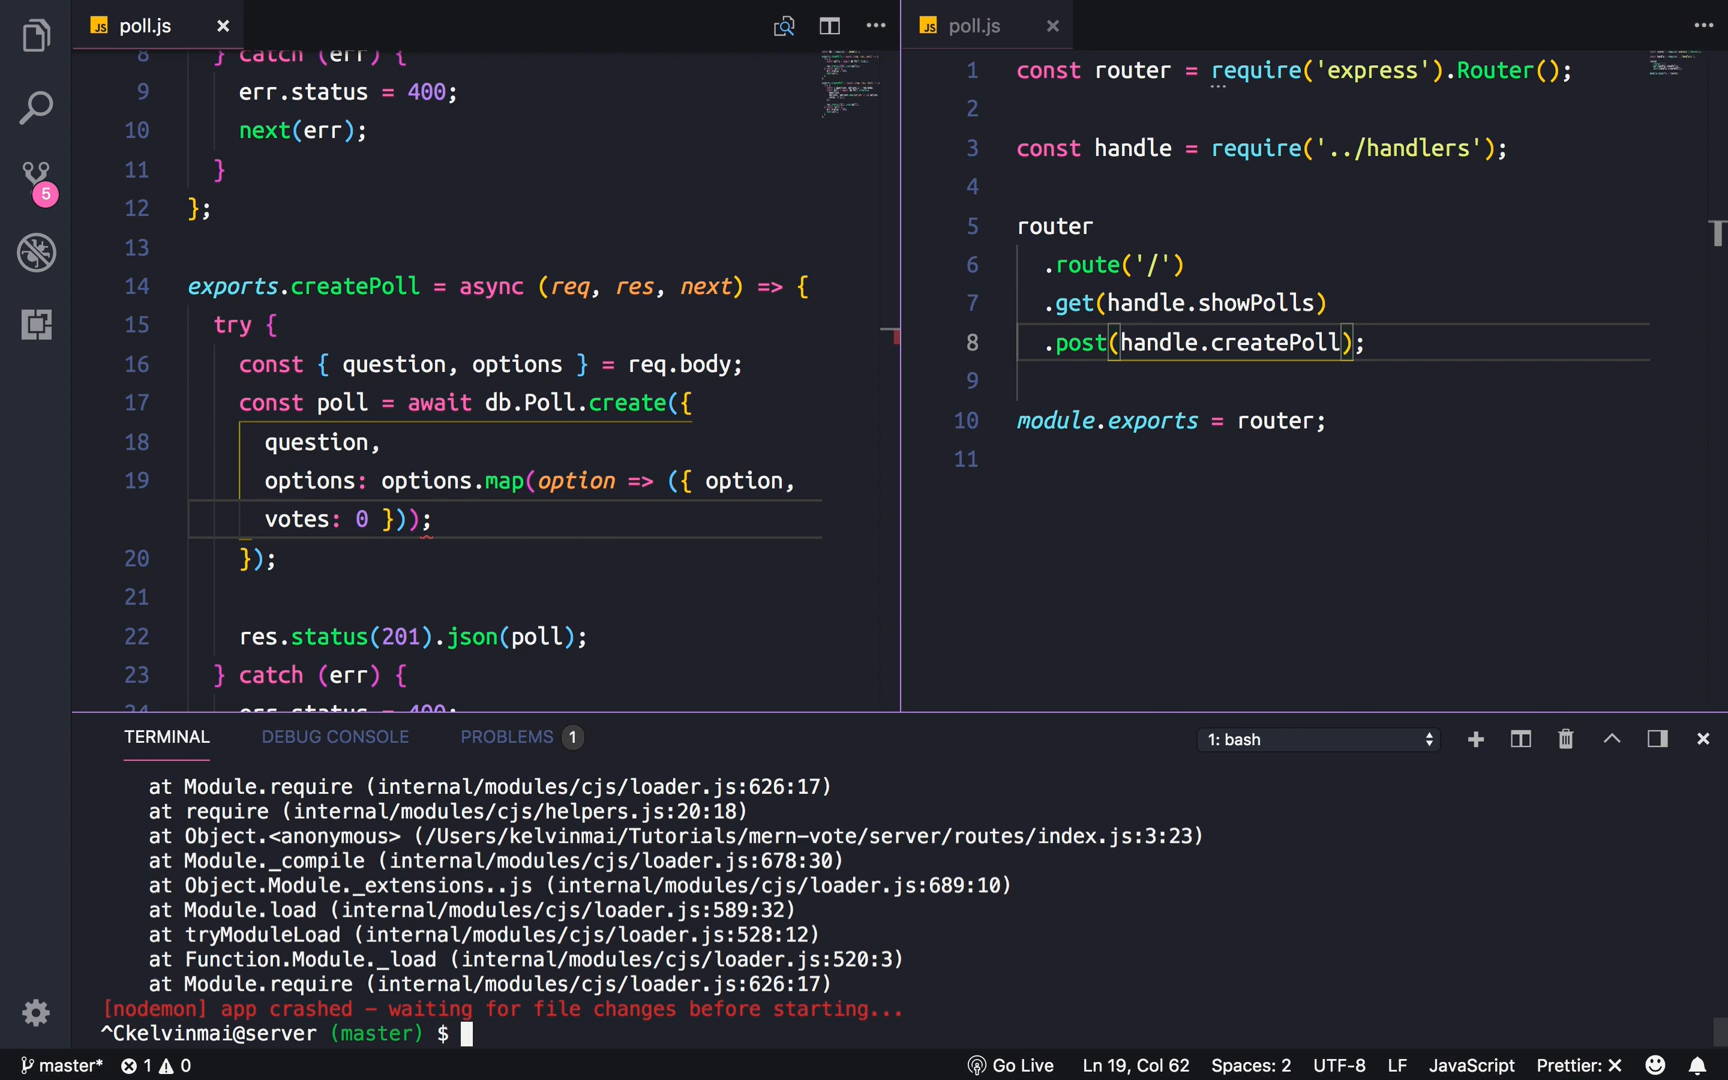 poll.js
8 } catch (err) {
9 err.status = 400;
10 next(err);
11 }
12 };
13
14 exports.createPoll = async (req, res, next) => {
15 try {
16 const { question, options } = req.body;
17 const poll = await db.Poll.create({
18 question,
19 options: options.map(option => ({ option,
votes: 0 }));
20 });
21
22 res.status(201).json(poll);
23 } catch (err) {
24 err.status = 400;
poll.js
1 const router = require('express').Router();
2
3 const handle = require('../handlers');
4
5 router
6 .route('/')
7 .get(handle.showPolls)
8 .post(handle.createPoll);
9
10 module.exports = router;
11
5
TERMINAL DEBUG CONSOLE PROBLEMS 1 1: bash
at Module.require (internal/modules/cjs/loader.js:626:17)
at require (internal/modules/cjs/helpers.js:20:18)
at Object.<anonymous> (/Users/kelvinmai/Tutorials/mern-vote/server/routes/index.js:3:23)
at Module._compile (internal/modules/cjs/loader.js:678:30)
at Object.Module._extensions..js (internal/modules/cjs/loader.js:689:10)
at Module.load (internal/modules/cjs/loader.js:589:32)
at tryModuleLoad (internal/modules/cjs/loader.js:528:12)
at Function.Module._load (internal/modules/cjs/loader.js:520:3)
at Module.require (internal/modules/cjs/loader.js:626:17)
[nodemon] app crashed - waiting for file changes before starting...
^Ckelvinmai@server (master) $
master* 1 0 Go Live Ln 19, Col 62 Spaces: 2 UTF-8 LF JavaScript Prettier: ✕